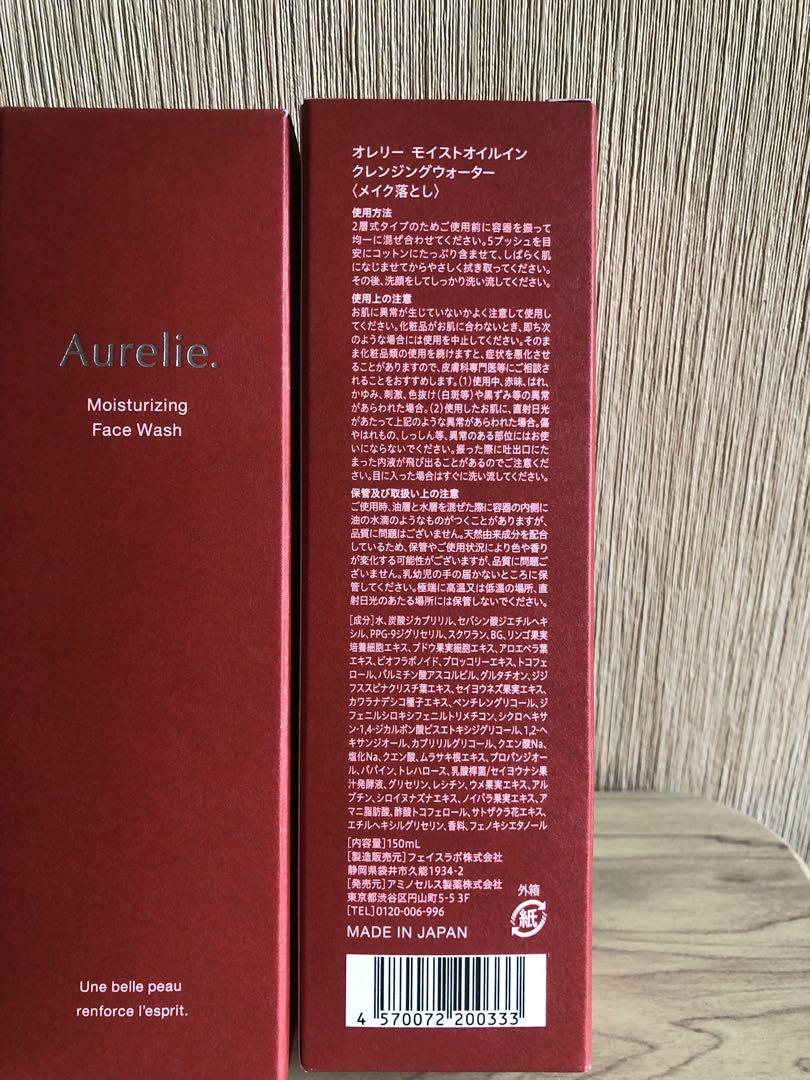 Aurelie.
Moisturizing
Face Wash
Une belle peau
renforce l'esprit.
オレリー モイストオイルイン
クレンジングウォーター
〈メイク落とし〉
使用方法
2層式タイプのためご使用前に容器を振って
均一に混ぜ合わせてください。5プッシュを目
安にコットンにたっぷり含ませて、しばらく肌
になじませてからやさしく拭き取ってください。
その後、洗顔をしてしっかり洗い流してください。
使用上の注意
お肌に異常が生じていないかよく注意して使用し
てください。化粧品がお肌に合わないとき、即ち次
のような場合には使用を中止してください。そのま
ま化粧品類の使用を続けますと、症状を悪化させ
ることがありますので、皮膚科専門医等にご相談さ
れることをおすすめします。(1)使用中、赤味、はれ、
かゆみ、刺激、色抜け(白斑等)や黒ずみ等の異常
があらわれた場合。(2)使用したお肌に、直射日光
があたって上記のような異常があらわれた場合。傷
やはれもの、しっしん等、異常のある部位にはお使
いにならないでください。振った際に吐出口にた
まった内液が飛び出ることがあるのでご注意くだ
さい。目に入った場合はすぐに洗い流してください。
保管及び取扱い上の注意
ご使用時、油層と水層を混ぜた際に容器の内側に
油の水滴のようなものがつくことがありますが、
品質に問題はございません。天然由来成分を配合
しているため、保管やご使用状況により色や香り
が変化する可能性がございますが、品質に問題ご
ざいません。乳幼児の手の届かないところに保
管してください。極端に高温又は低温の場所、直
射日光のあたる場所には保管しないでください。
[成分]水、炭酸ジカプリリル、セバシン酸ジエチルヘキ
シル、PPG-9ジグリセリル、スクワラン、BG、リンゴ果実
培養細胞エキス、ブドウ果実細胞エキス、アロエベラ葉
エキス、ビオフラボノイド、ブロッコリーエキス、トコフェ
ロール、パルミチン酸アスコルビル、グルタチオン、ジジ
フススピナクリスチ葉エキス、セイヨウネズ果実エキス、
カワラナデシコ種子エキス、ペンチレングリコール、ジ
フェニルシロキシフェニルトリメチコン、シクロヘキサ
ン-1,4-ジカルボン酸ビスエトキシジグリコール、1,2-ヘ
キサンジオール、カプリリルグリコール、クエン酸Na、
塩化Na、クエン酸、ムラサキ根エキス、プロパンジオー
ル、パパイン、トレハロース、乳酸桿菌/セイヨウナシ果
汁発酵液、グリセリン、レシチン、ウメ果実エキス、アル
ブチン、シロイヌナズナエキス、ノイバラ果実エキス、ア
マニ脂肪酸、酢酸トコフェロール、サトザクラ花エキス、
エチルヘキシルグリセリン、香料、フェノキシエタノール
[内容量]150mL
[製造販売元]フェイスラボ株式会社
静岡県袋井市久能1934-2
[発売元]アミノセルス製薬株式会社
東京都渋谷区円山町5-5 3F
[TEL]0120-006-996
MADE IN JAPAN
外箱
紙
4 570072 200333